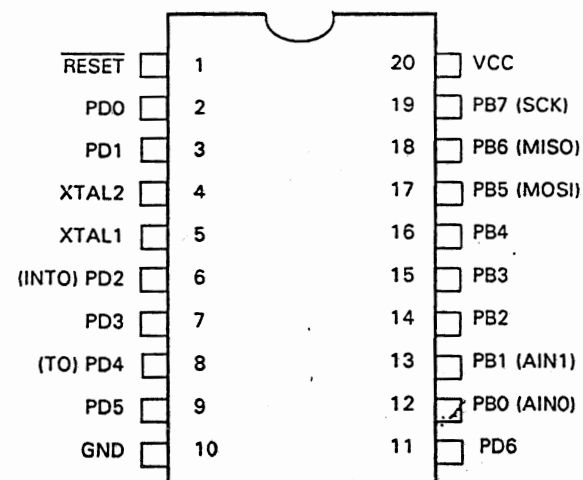 RESET 1 20 VCC
PD0 2 19 PB7 (SCK)
PD1 3 18 PB6 (MISO)
XTAL2 4 17 PB5 (MOSI)
XTAL1 5 16 PB4
(INTO) PD2 6 15 PB3
PD3 7 14 PB2
(TO) PD4 8 13 PB1 (AIN1)
PD5 9 12 PB0 (AIN0)
GND 10 11 PD6